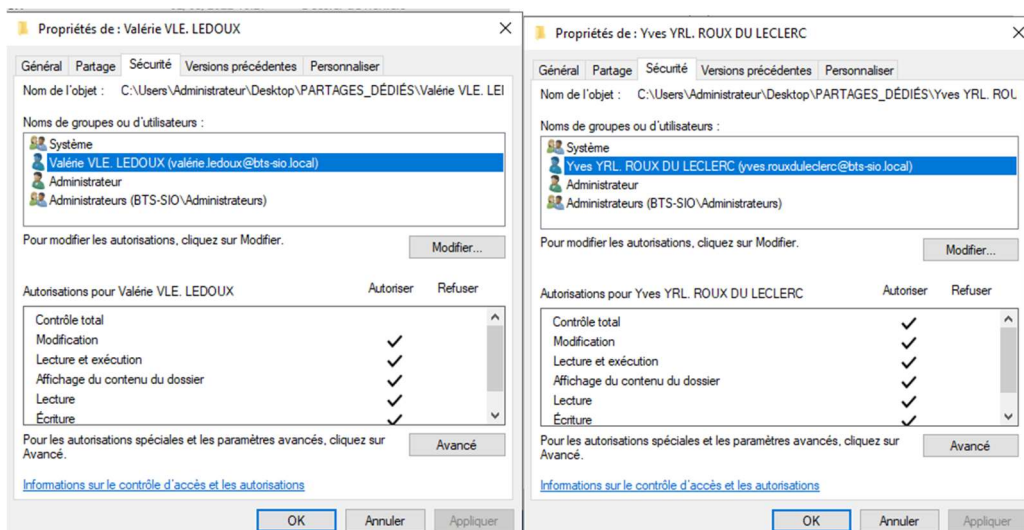 Propriétés de : Valérie VLE. LEDOUX
Général Partage Sécurité Versions précédentes Personnaliser
Nom de l'objet : C:\Users\Administrateur\Desktop\PARTAGES_DÉDIÉS\Valérie VLE. LEI
Noms de groupes ou d'utilisateurs :
Système
Valérie VLE. LEDOUX (valérie.ledoux@bts-sio.local)
Administrateur
Administrateurs (BTS-SIO\Administrateurs)
Pour modifier les autorisations, cliquez sur Modifier.
Modifier...
Autorisations pour Valérie VLE. LEDOUX Autoriser Refuser
Contrôle total
Modification
Lecture et exécution
Affichage du contenu du dossier
Lecture
Écriture
Pour les autorisations spéciales et les paramètres avancés, cliquez sur
Avancé.
Avancé
Informations sur le contrôle d'accès et les autorisations
OK Annuler Appliquer
Propriétés de : Yves YRL. ROUX DU LECLERC
Général Partage Sécurité Versions précédentes Personnaliser
Nom de l'objet : C:\Users\Administrateur\Desktop\PARTAGES_DÉDIÉS\Yves YRL. ROU
Noms de groupes ou d'utilisateurs :
Système
Yves YRL. ROUX DU LECLERC (yves.rouxduleclerc@bts-sio.local)
Administrateur
Administrateurs (BTS-SIO\Administrateurs)
Pour modifier les autorisations, cliquez sur Modifier.
Modifier...
Autorisations pour Yves YRL. ROUX DU LECLERC Autoriser Refuser
Contrôle total
Modification
Lecture et exécution
Affichage du contenu du dossier
Lecture
Écriture
Pour les autorisations spéciales et les paramètres avancés, cliquez sur
Avancé.
Avancé
Informations sur le contrôle d'accès et les autorisations
OK Annuler Appliquer